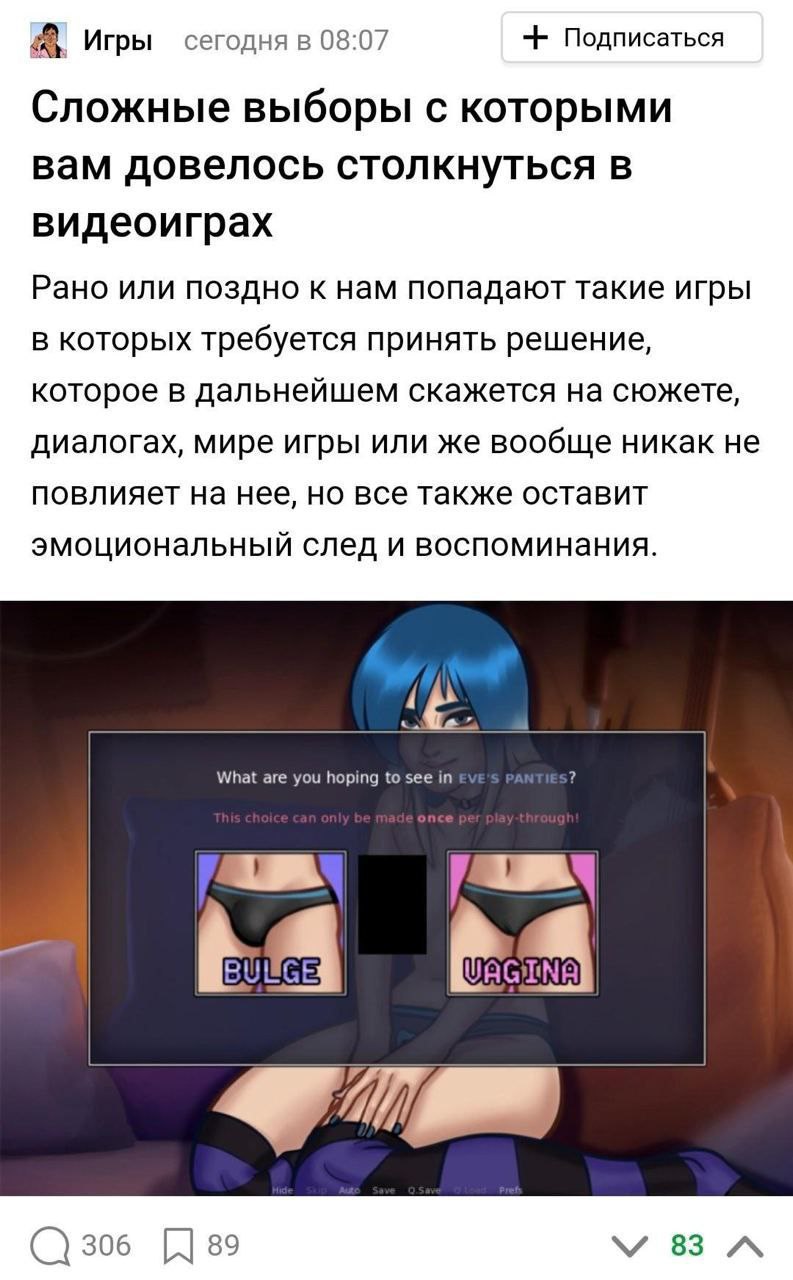 Игры сегодня в 08:07 + Подписаться
Сложные выборы с которыми
вам довелось столкнуться в
видеоиграх
Рано или поздно к нам попадают такие игры
в которых требуется принять решение,
которое в дальнейшем скажется на сюжете,
диалогах, мире игры или же вообще никак не
повлияет на нее, но все также оставит
эмоциональный след и воспоминания.
What are you hoping to see in EVE'S PANTIES?
This choice can only be made once per play-through!
BULGE VAGINA
Hide Skip Auto Save Q.Save Q.Load Prefs
306 89 83